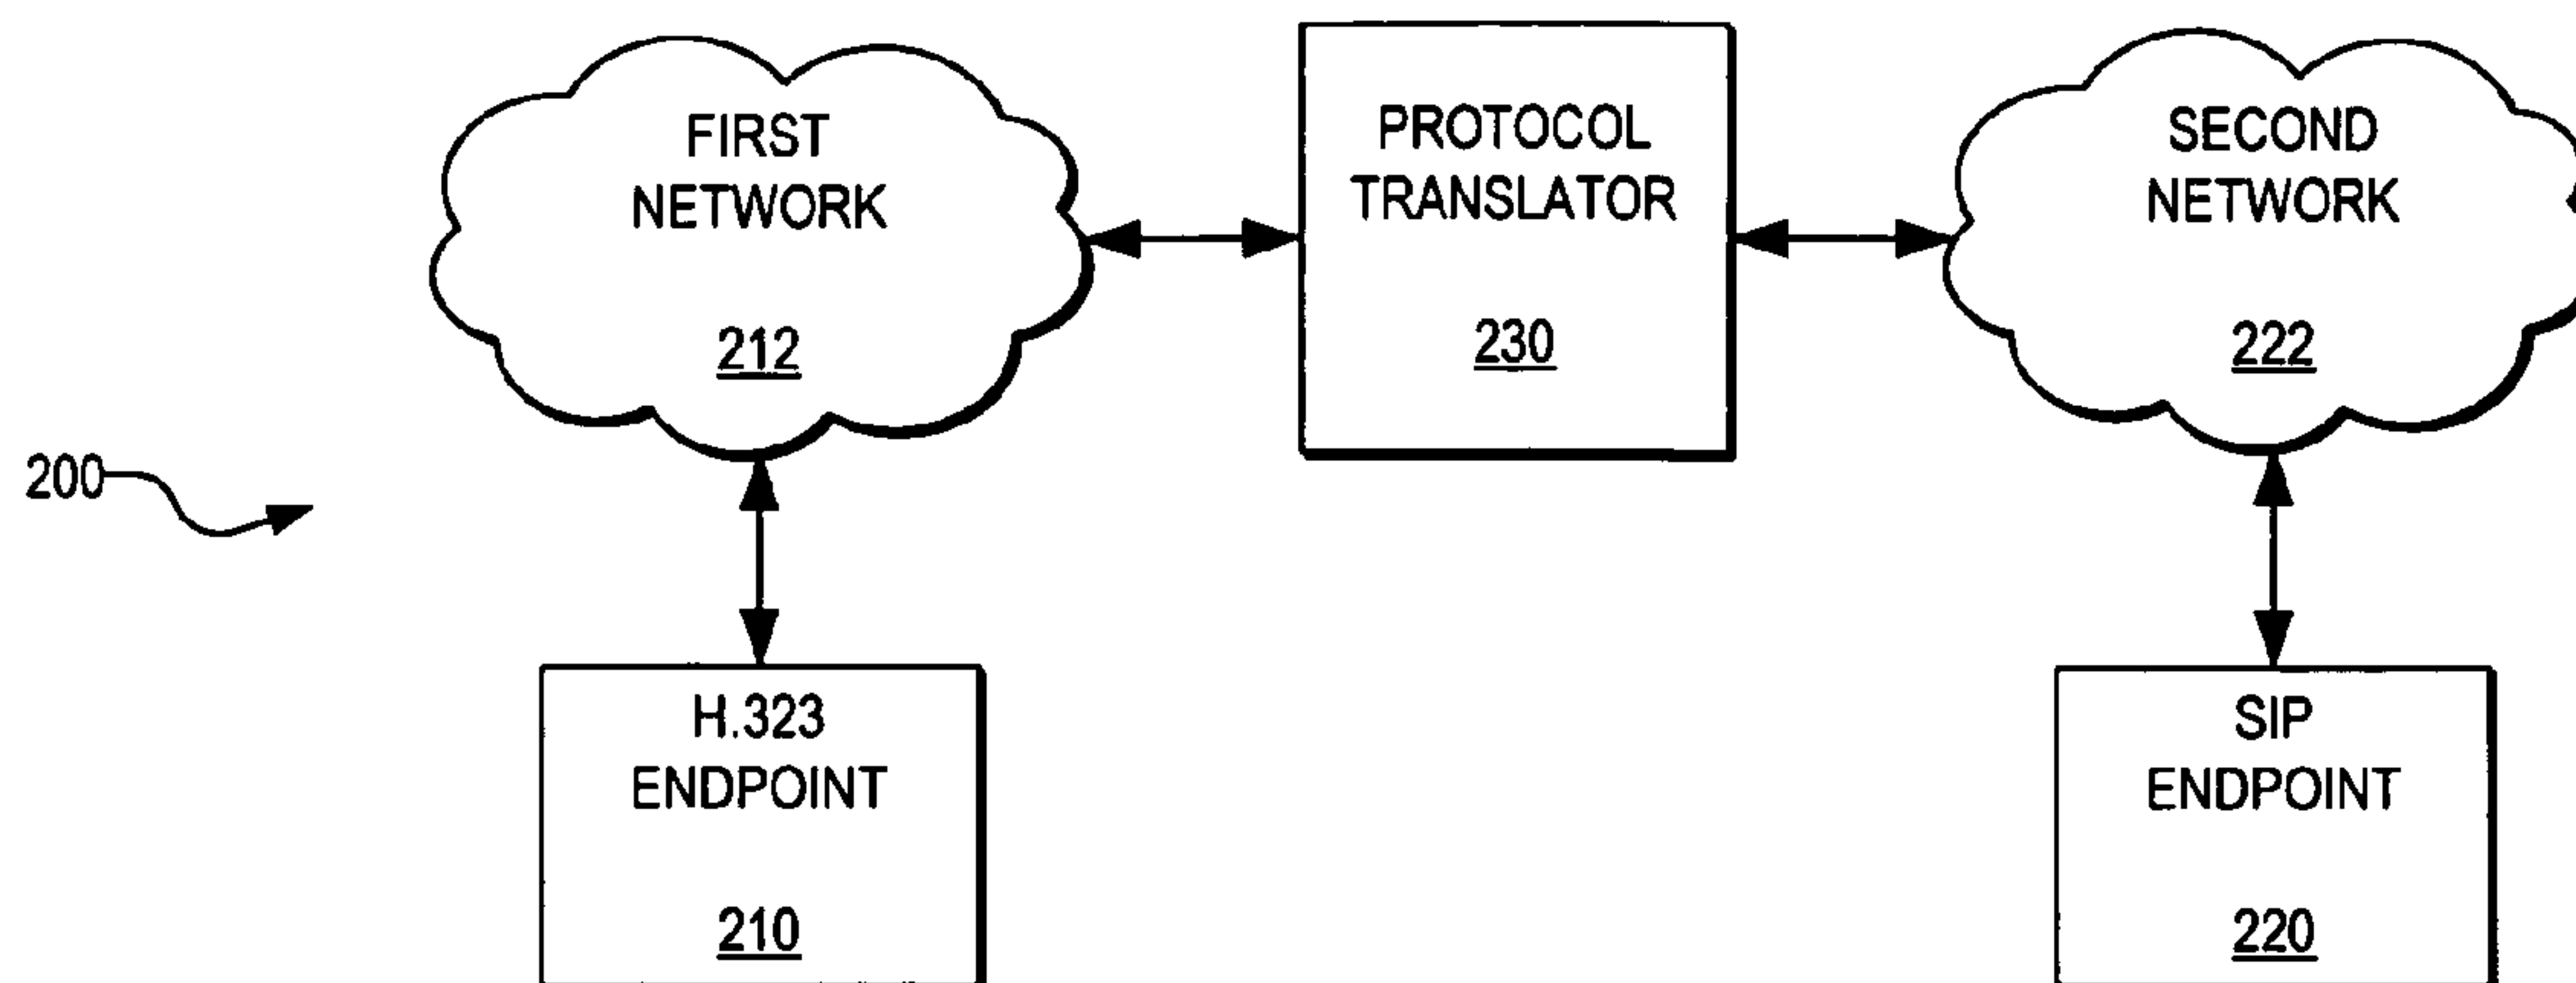 FIRST
NETWORK
212
PROTOCOL
TRANSLATOR
230
SECOND
NETWORK
222
200
H.323
ENDPOINT
210
SIP
ENDPOINT
220